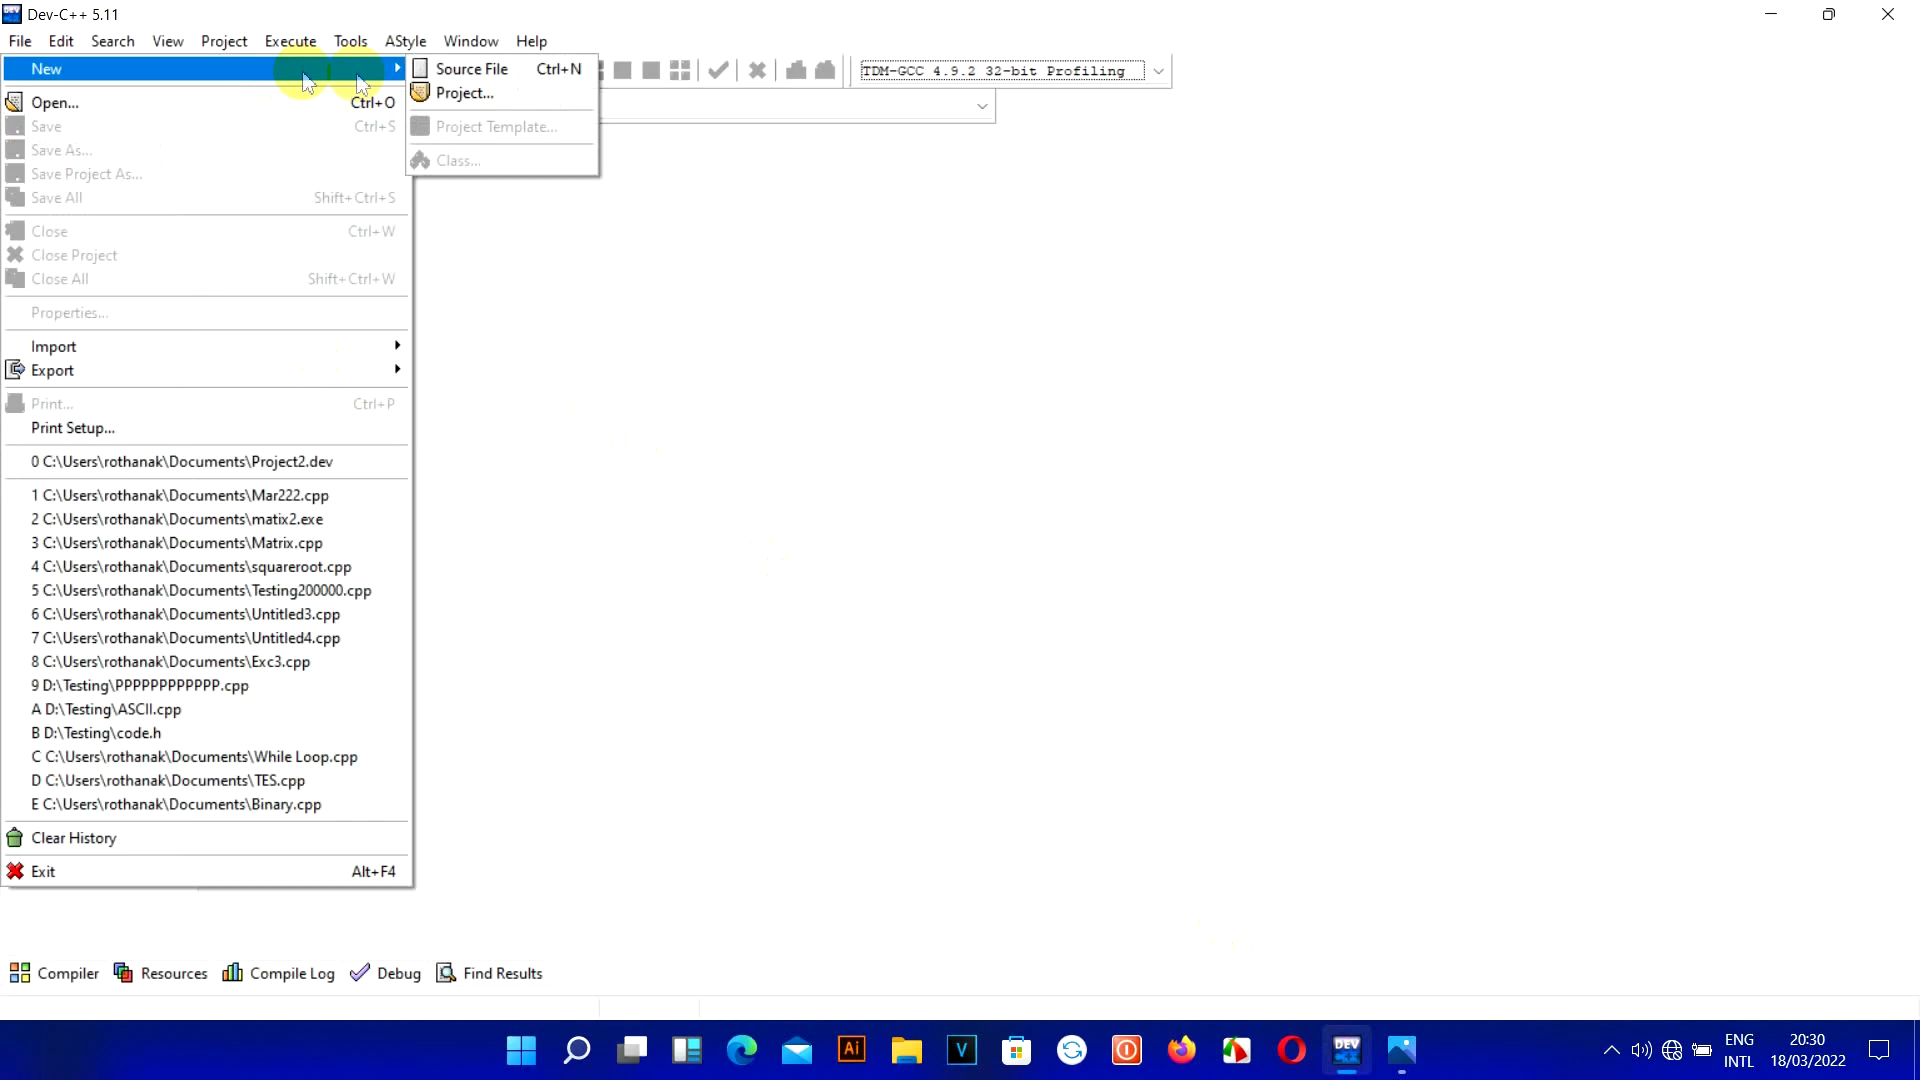 Dev-C++ 5.11
File Edit Search View Project Execute Tools AStyle Window Help
New
Source File Ctrl+N
TDM-GCC 4.9.2 32-bit Profiling
Project...
Open... Ctrl+O
Save Ctrl+S
Project Template...
Save As...
Class...
Save Project As...
Save All Shift+Ctrl+S
Close Ctrl+W
Close Project
Close All Shift+Ctrl+W
Properties...
Import
Export
Print... Ctrl+P
Print Setup...
0 C:\Users\rothanak\Documents\Project2.dev
1 C:\Users\rothanak\Documents\Mar222.cpp
2 C:\Users\rothanak\Documents\matix2.exe
3 C:\Users\rothanak\Documents\Matrix.cpp
4 C:\Users\rothanak\Documents\squareroot.cpp
5 C:\Users\rothanak\Documents\Testing200000.cpp
6 C:\Users\rothanak\Documents\Untitled3.cpp
7 C:\Users\rothanak\Documents\Untitled4.cpp
8 C:\Users\rothanak\Documents\Exc3.cpp
9 D:\Testing\PPPPPPPPPPPP.cpp
A D:\Testing\ASCII.cpp
B D:\Testing\code.h
C C:\Users\rothanak\Documents\While Loop.cpp
D C:\Users\rothanak\Documents\TES.cpp
E C:\Users\rothanak\Documents\Binary.cpp
Clear History
Exit Alt+F4
Compiler Resources Compile Log Debug Find Results
Ai V DEV
ENG 20:30
INTL 18/03/2022